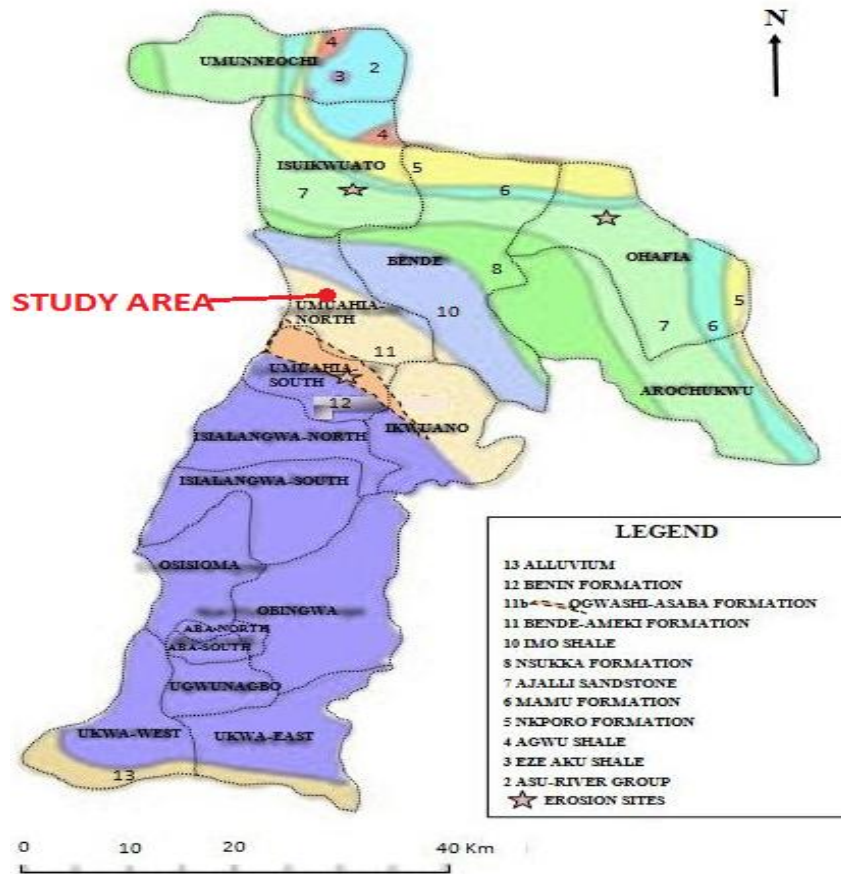 N
4
UMUNNEOCHI
2
3
4
5
ISUIKWUATO
7
6
OHAFIA
BENDE
8
STUDY AREA
10
UMUAHIA-
NORTH
5
7
6
11
UMUAHIA-
SOUTH
AROCHUKWU
12
IKWUANO
ISIALANGWA-NORTH
ISIALANGWA-SOUTH
OSISIOMA
OBINGWA
ABA-NORTH
ABA-SOUTH
UGWUNAGBO
UKWA-WEST
UKWA-EAST
13
LEGEND
13 ALLUVIUM
12 BENIN FORMATION
11b QGWASHI-ASABA FORMATION
11 BENDE-AMEKI FORMATION
10 IMO SHALE
8 NSUKKA FORMATION
7 AJALLI SANDSTONE
6 MAMU FORMATION
5 NKPORO FORMATION
4 AGWU SHALE
3 EZE AKU SHALE
2 ASU-RIVER GROUP
EROSION SITES
0 10 20 40 Km